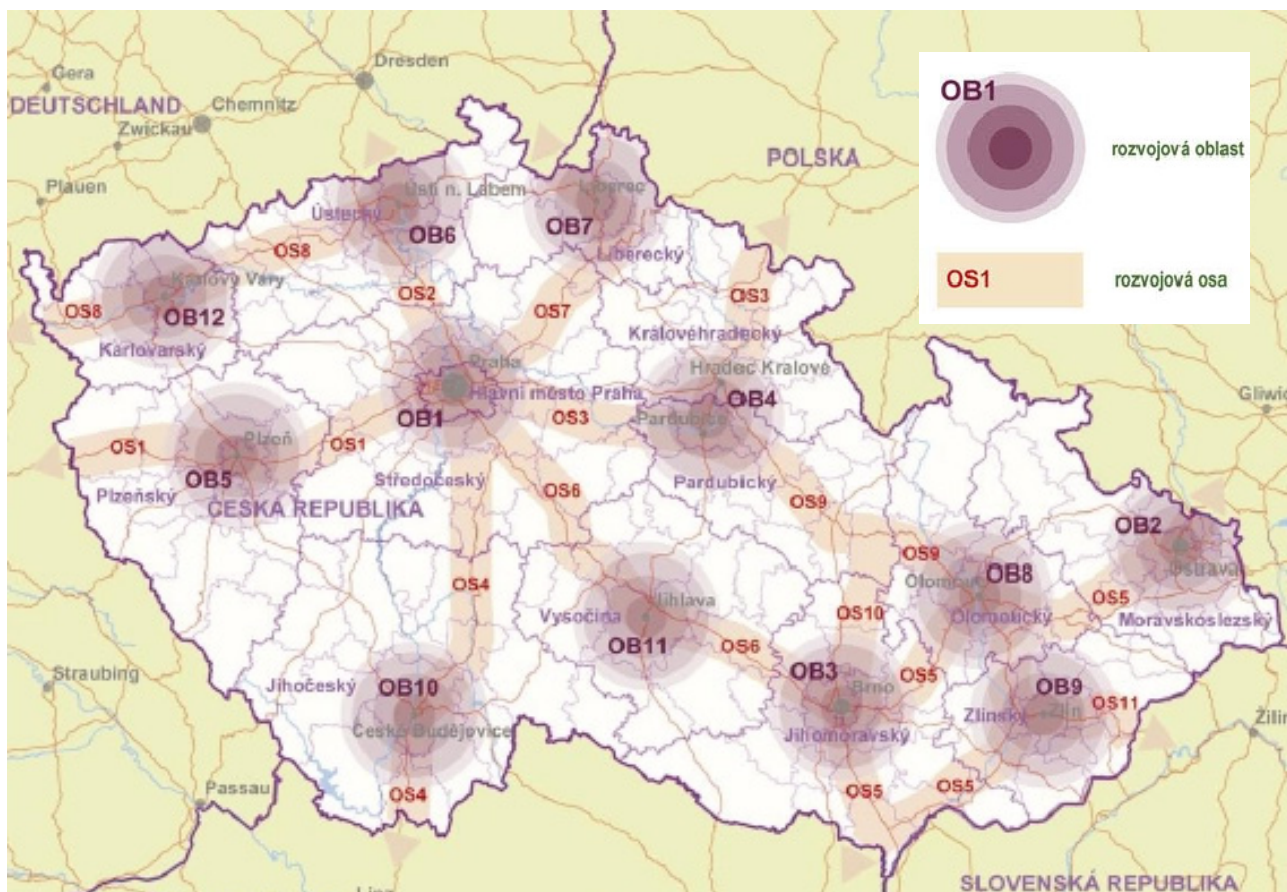 Dresden
Gera
DEUTSCHLAND
Chemnitz
Zwickau
Plauen
POLSKA
OB1
rozvojová oblast
OS1
rozvojová osa
Ústí n. Labem
Ústecký
OB6
Liberec
OB7
Liberecký
OS8
Karlovy Vary
OS8
OB12
Karlovarský
OS2
OS7
OS3
Královéhradecký
Hradec Kralové
Praha
Hlavní město Praha
OB1
OS3
OB4
Pardubice
Gliwic
OS1
Plzeň
OS1
OB5
Plzeňský
Středočeský
OS6
Pardubický
OS9
ČESKÁ REPUBLIKA
OB2
Ostrava
OS9
Olomouc
OB8
Olomoucký
OS5
Moravskoslezský
OS4
Vysočina
Jihlava
OB11
OS10
OS6
Straubing
Jihočeský
OB10
České Budějovice
OB3
Brno
Jihomoravský
OS5
OB9
Zlín
Zlínský
OS11
Žilin
Passau
OS4
OS5
OS5
SLOVENSKÁ REPUBLIKA